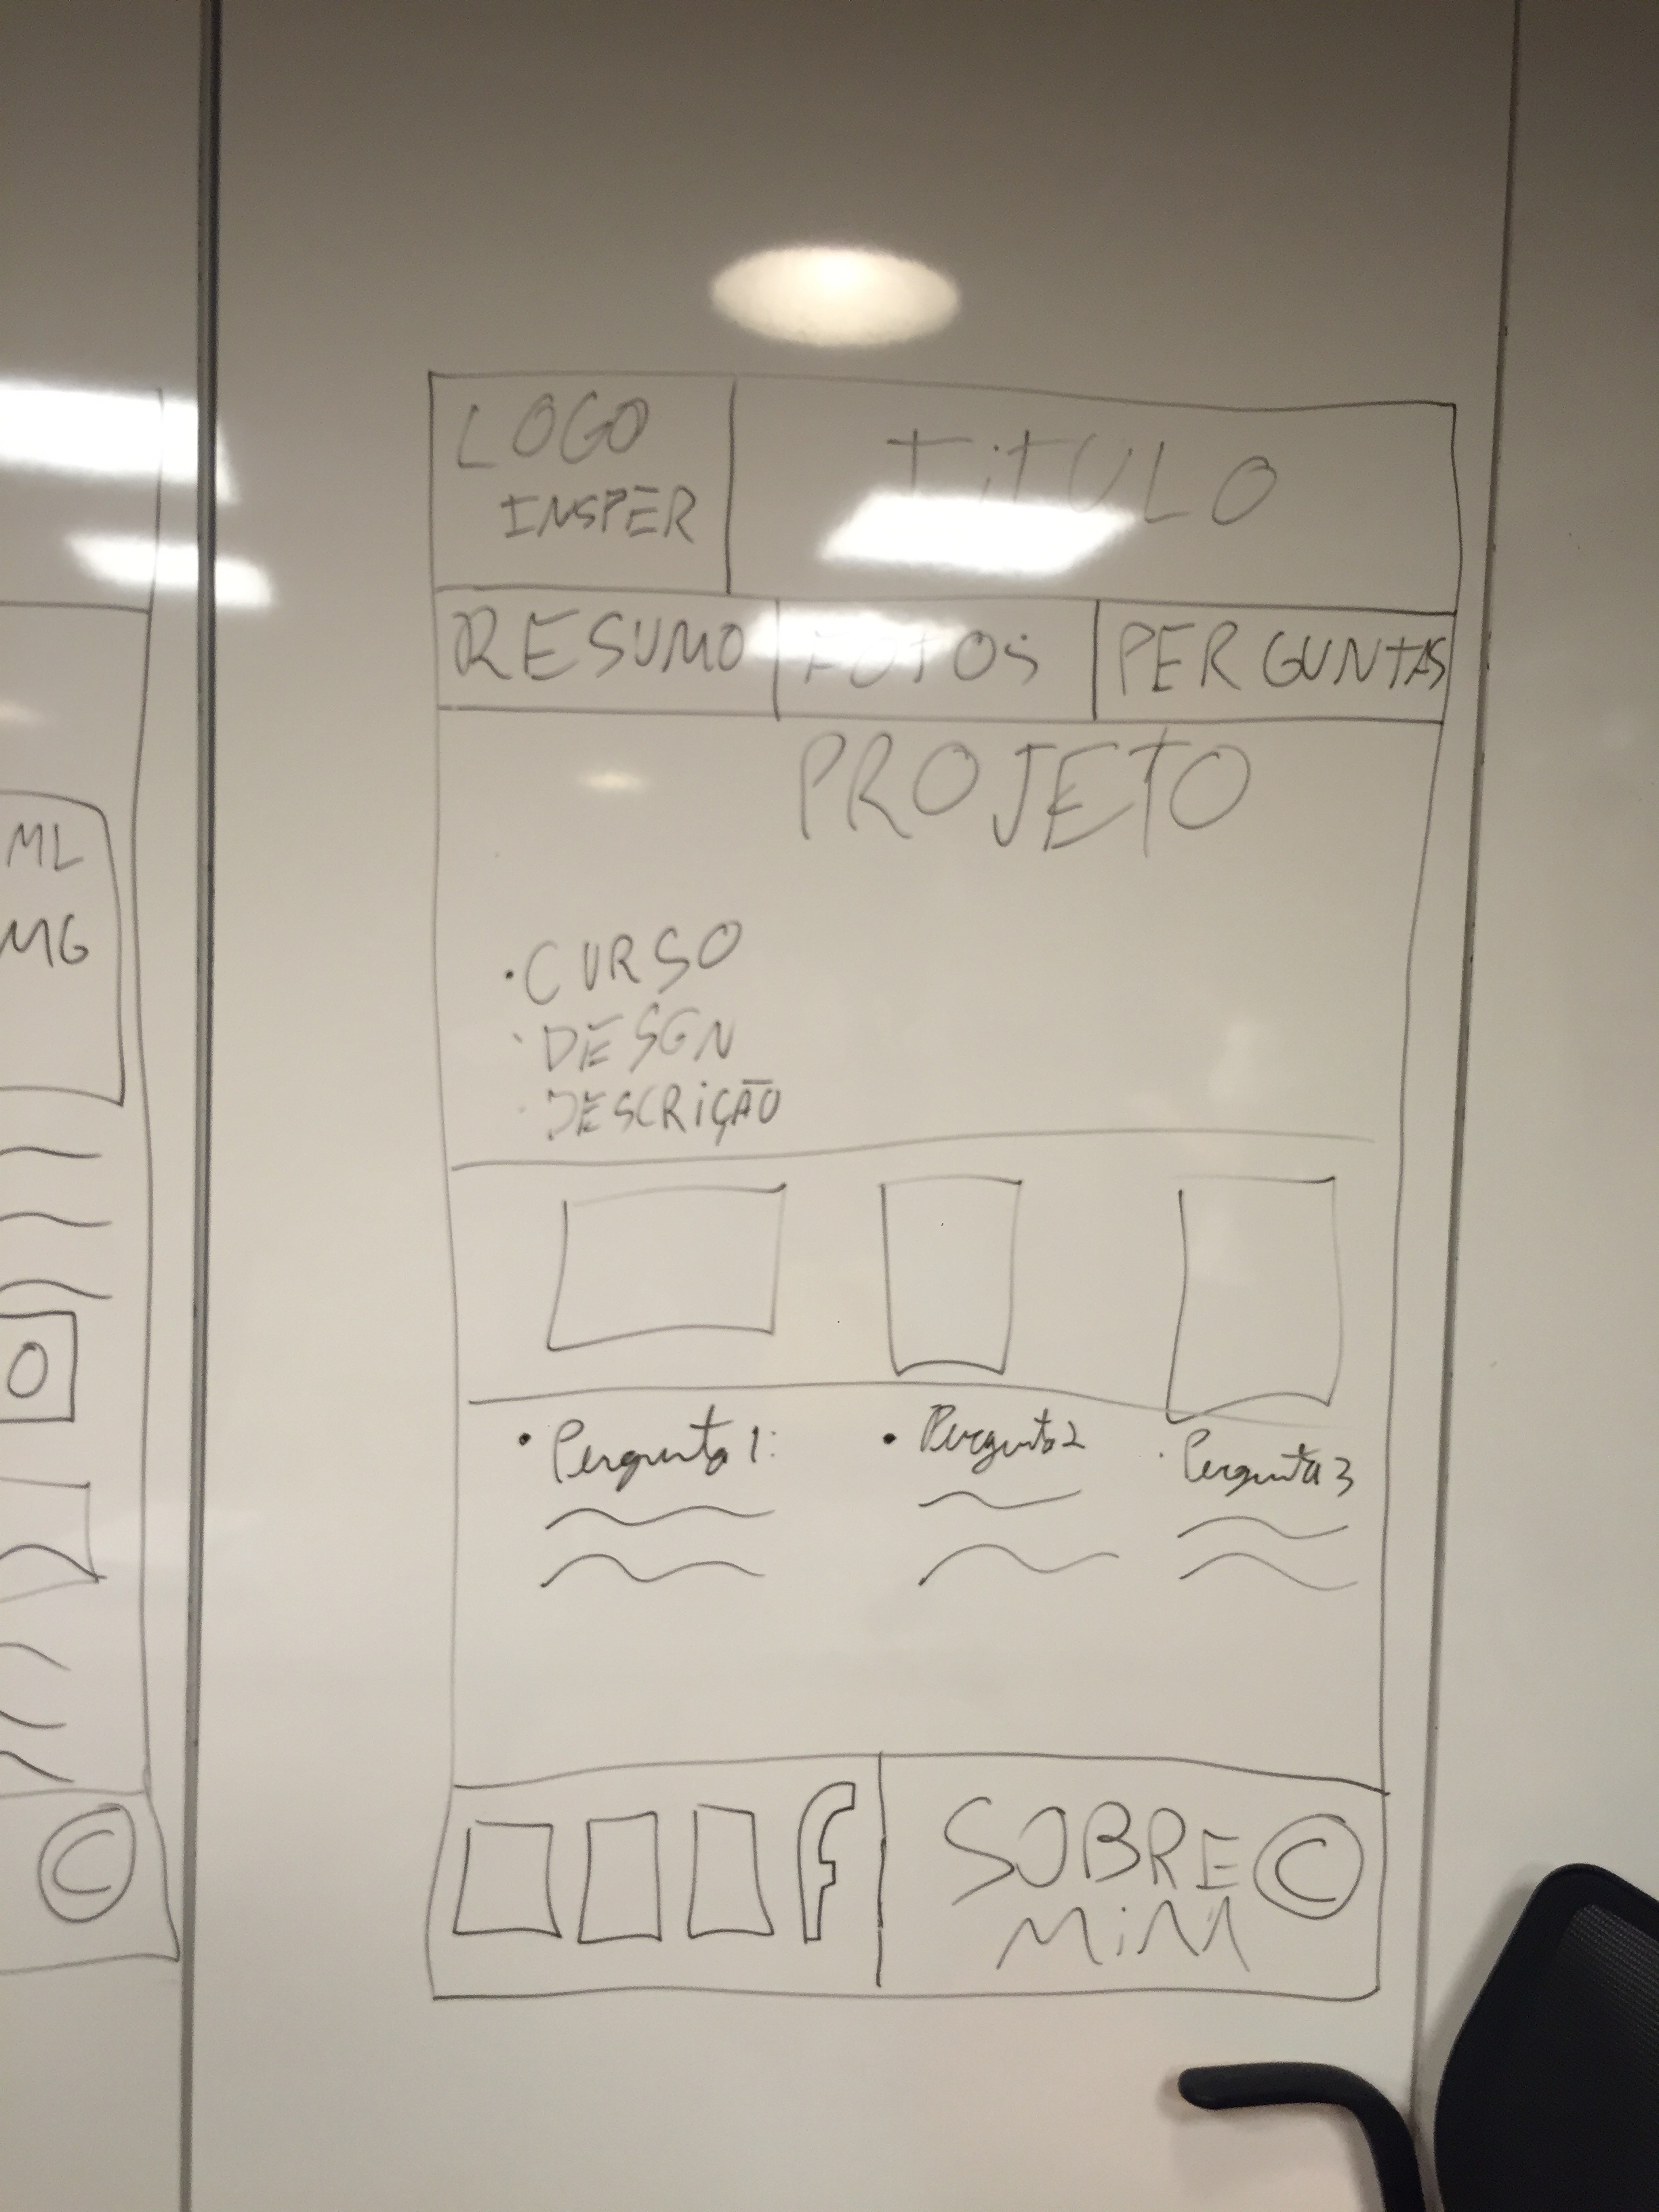 LOGO
INSPER
TiTULO
RESUMO
FOTOS
PERGUNTAS
PROJETO
• CURSO
• DESGN
• DESCRiÇÃO
• Pergunta 1:
• Pergunta 2
• Pergunta 3
f
SOBRE
MiM
©
ML
MG
O
©